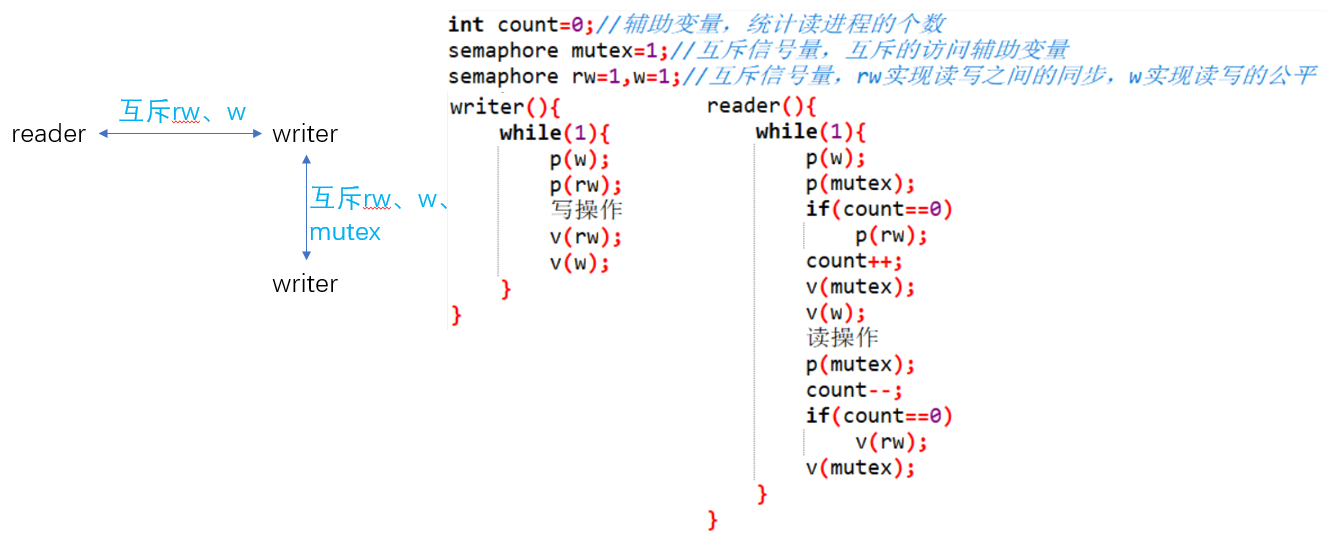 int count=0;//辅助变量，统计读进程的个数
semaphore mutex=1;//互斥信号量，互斥的访问辅助变量
semaphore rw=1,w=1;//互斥信号量，rw实现读写之间的同步，w实现读写的公平
reader
互斥rw、w
writer
互斥rw、w、
mutex
writer
writer(){
while(1){
p(w);
p(rw);
写操作
v(rw);
v(w);
}
}
reader(){
while(1){
p(w);
p(mutex);
if(count==0)
p(rw);
count++;
v(mutex);
v(w);
读操作
p(mutex);
count--;
if(count==0)
v(rw);
v(mutex);
}
}